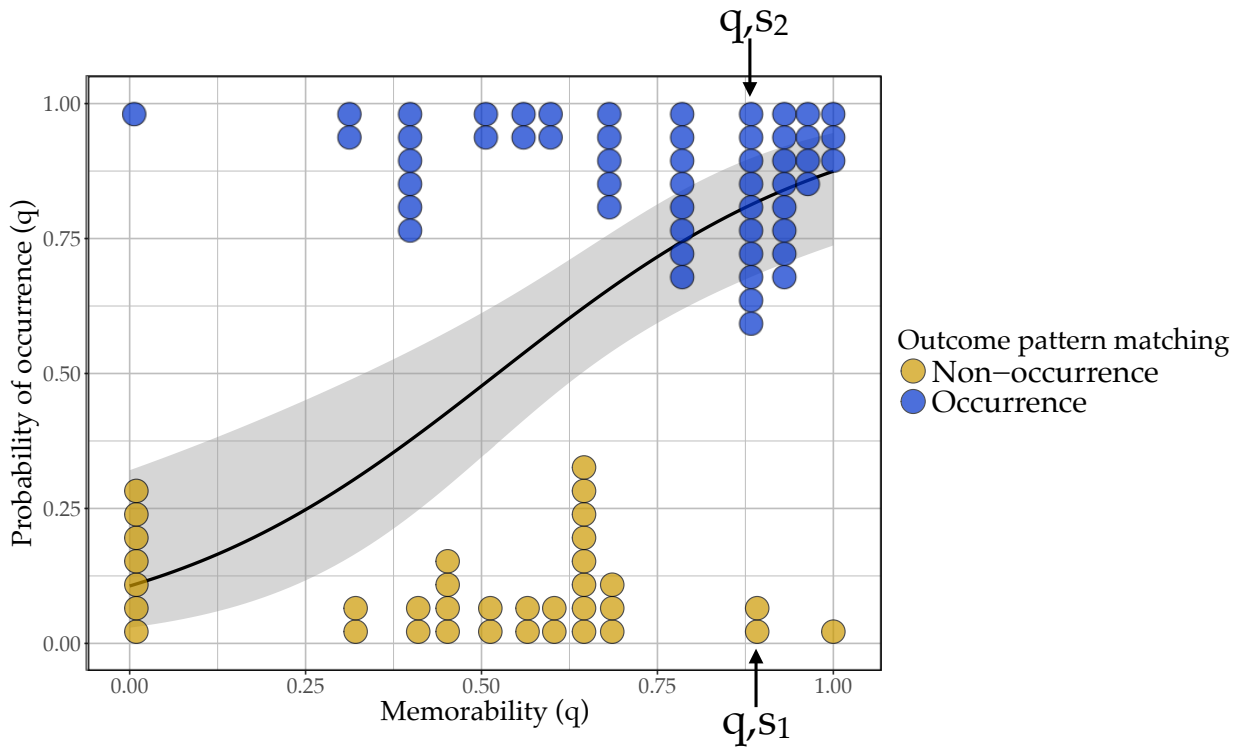 q,s2
1.00
0.75
0.50
0.25
0.00
Probability of occurrence (q)
0.00 0.25 0.50 0.75 1.00
Memorability (q)
q,s1
Outcome pattern matching
Non−occurrence
Occurrence